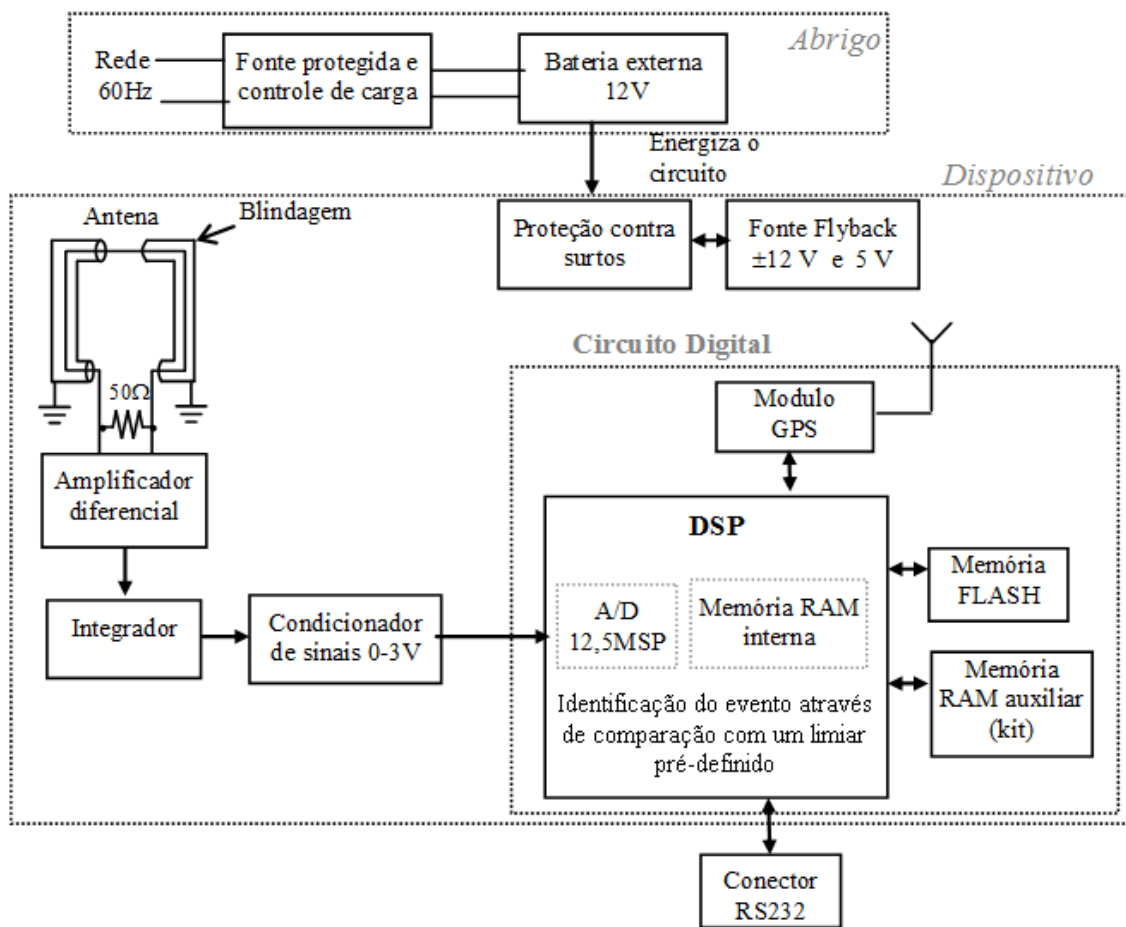 Abrigo
Rede
60Hz
Fonte protegida e
controle de carga
Bateria externa
12V
Energiza o
circuito
Dispositivo
Antena
Blindagem
Proteção contra
surtos
Fonte Flyback
±12 V e 5 V
50Ω
Circuito Digital
Modulo
GPS
Amplificador
diferencial
DSP
A/D
12,5MSP
Memória RAM
interna
Memória
FLASH
Integrador
Condicionador
de sinais 0-3V
Memória
RAM auxiliar
(kit)
Identificação do evento através
de comparação com um limiar
pré-definido
Conector
RS232